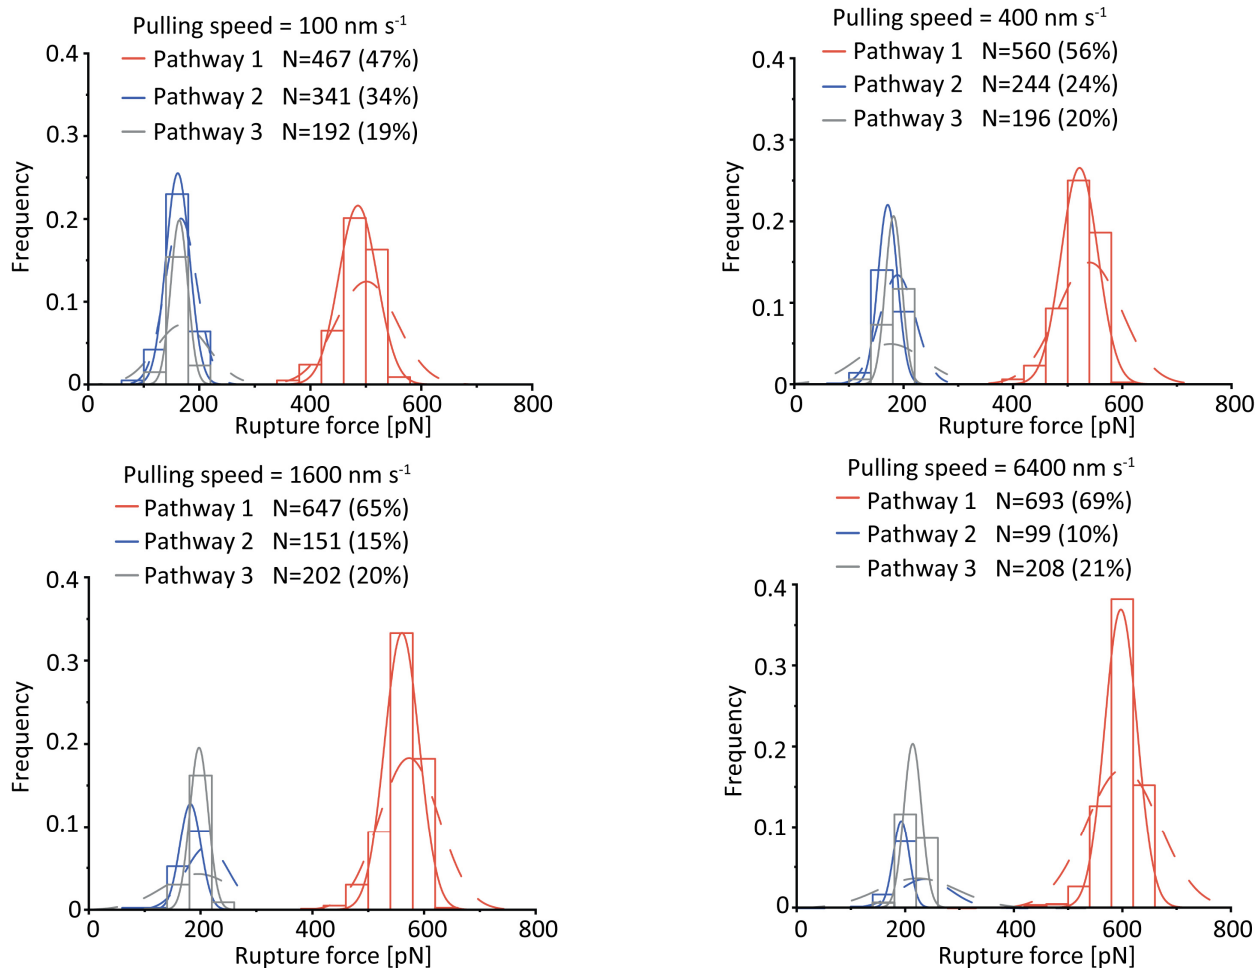 Pulling speed = 100 nm s-1
Pathway 1 N=467 (47%)
Pathway 2 N=341 (34%)
Pathway 3 N=192 (19%)
0.4
0.3
0.2
0.1
0
Frequency
0 200 400 600 800
Rupture force [pN]
Pulling speed = 400 nm s-1
Pathway 1 N=560 (56%)
Pathway 2 N=244 (24%)
Pathway 3 N=196 (20%)
0.4
0.3
0.2
0.1
0
Frequency
0 200 400 600 800
Rupture force [pN]
Pulling speed = 1600 nm s-1
Pathway 1 N=647 (65%)
Pathway 2 N=151 (15%)
Pathway 3 N=202 (20%)
0.4
0.3
0.2
0.1
0
Frequency
0 200 400 600 800
Rupture force [pN]
Pulling speed = 6400 nm s-1
Pathway 1 N=693 (69%)
Pathway 2 N=99 (10%)
Pathway 3 N=208 (21%)
0.4
0.3
0.2
0.1
0
Frequency
0 200 400 600 800
Rupture force [pN]